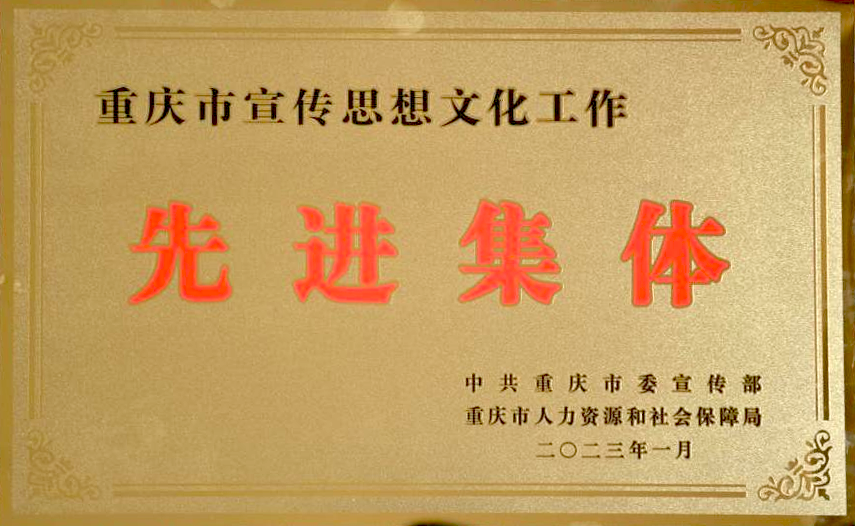 重庆市宣传思想文化工作
先进集体
中共重庆市委宣传部
重庆市人力资源和社会保障局
二〇二三年一月